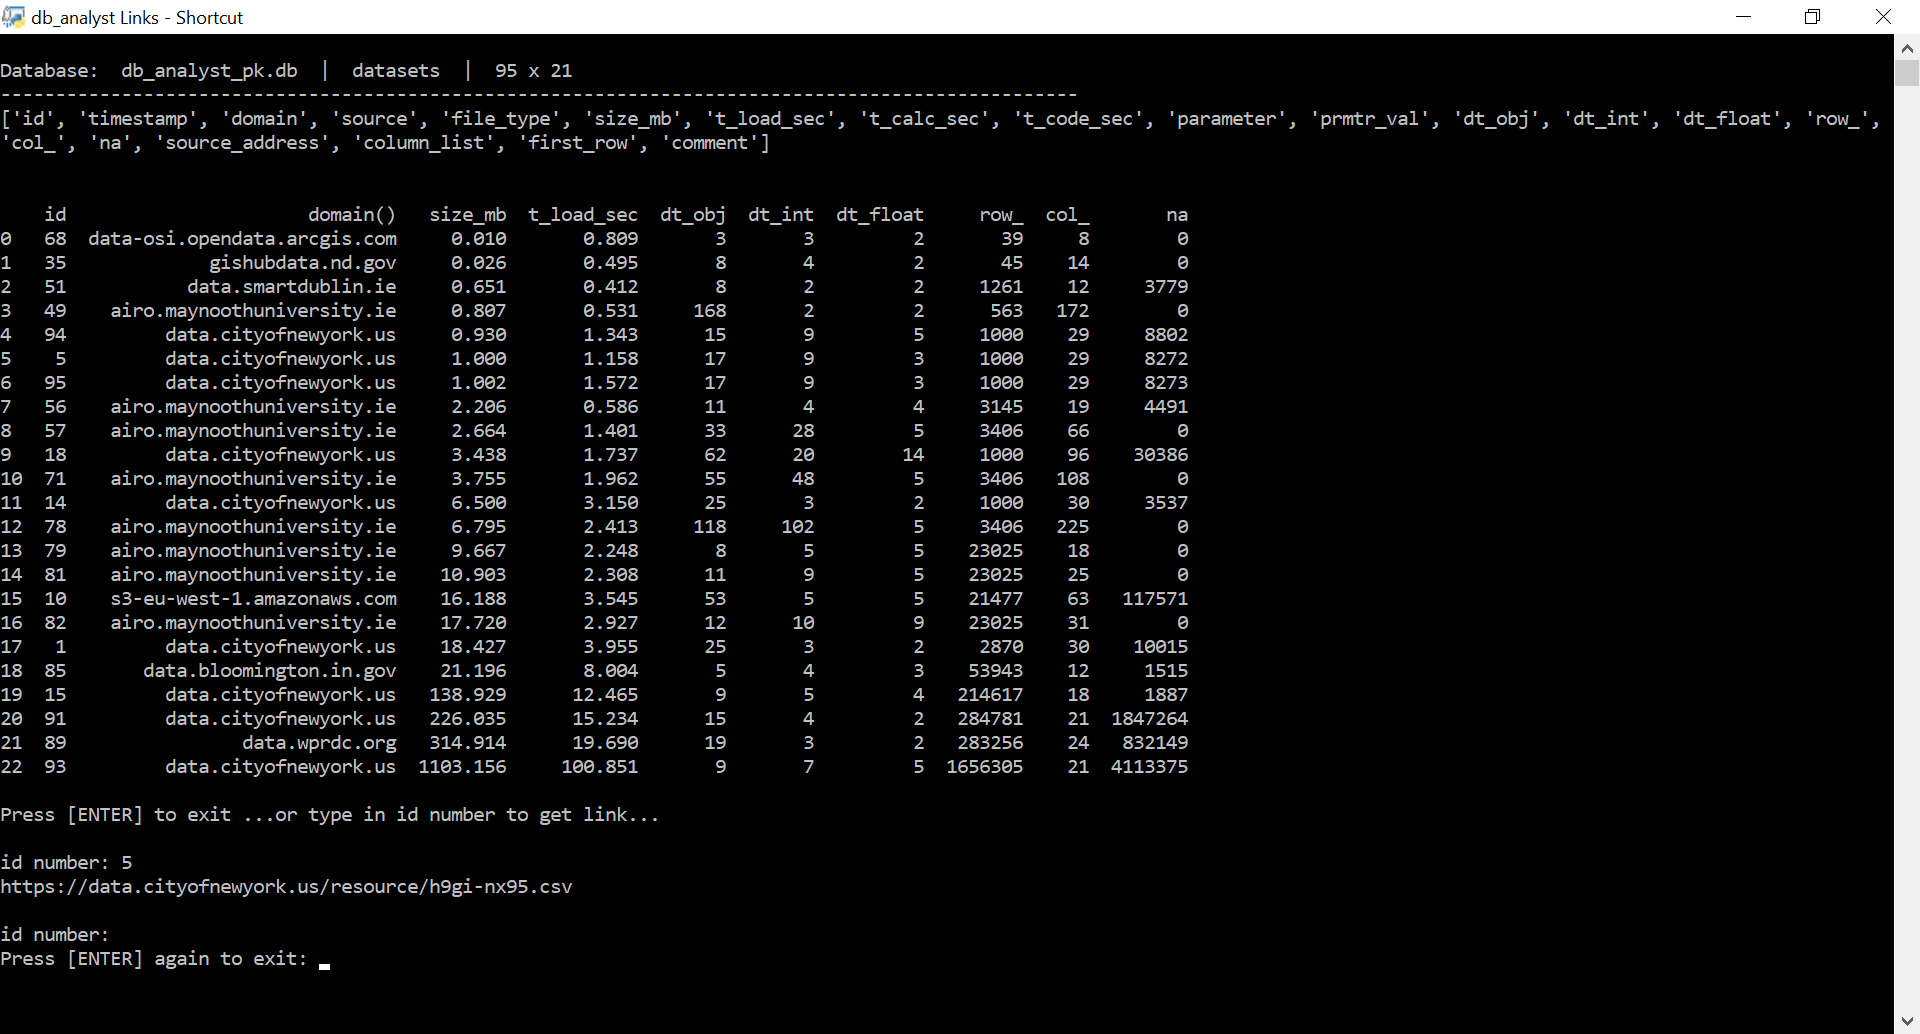 db_analyst Links - Shortcut
Database:  db_analyst_pk.db  |  datasets  |  95 x 21
--------------------------------------------------------------------------------------------------
['id', 'timestamp', 'domain', 'source', 'file_type', 'size_mb', 't_load_sec', 't_calc_sec', 't_code_sec', 'parameter', 'prmtr_val', 'dt_obj', 'dt_int', 'dt_float', 'row_',
'col_', 'na', 'source_address', 'column_list', 'first_row', 'comment']
id domain() size_mb t_load_sec dt_obj dt_int dt_float row_ col_ na
0 68 data-osi.opendata.arcgis.com 0.010 0.809 3 3 2 39 8 0
1 35 gishubdata.nd.gov 0.026 0.495 8 4 2 45 14 0
2 51 data.smartdublin.ie 0.651 0.412 8 2 2 1261 12 3779
3 49 airo.maynoothuniversity.ie 0.807 0.531 168 2 2 563 172 0
4 94 data.cityofnewyork.us 0.930 1.343 15 9 5 1000 29 8802
5 5 data.cityofnewyork.us 1.000 1.158 17 9 3 1000 29 8272
6 95 data.cityofnewyork.us 1.002 1.572 17 9 3 1000 29 8273
7 56 airo.maynoothuniversity.ie 2.206 0.586 11 4 4 3145 19 4491
8 57 airo.maynoothuniversity.ie 2.664 1.401 33 28 5 3406 66 0
9 18 data.cityofnewyork.us 3.438 1.737 62 20 14 1000 96 30386
10 71 airo.maynoothuniversity.ie 3.755 1.962 55 48 5 3406 108 0
11 14 data.cityofnewyork.us 6.500 3.150 25 3 2 1000 30 3537
12 78 airo.maynoothuniversity.ie 6.795 2.413 118 102 5 3406 225 0
13 79 airo.maynoothuniversity.ie 9.667 2.248 8 5 5 23025 18 0
14 81 airo.maynoothuniversity.ie 10.903 2.308 11 9 5 23025 25 0
15 10 s3-eu-west-1.amazonaws.com 16.188 3.545 53 5 5 21477 63 117571
16 82 airo.maynoothuniversity.ie 17.720 2.927 12 10 9 23025 31 0
17 1 data.cityofnewyork.us 18.427 3.955 25 3 2 2870 30 10015
18 85 data.bloomington.in.gov 21.196 8.004 5 4 3 53943 12 1515
19 15 data.cityofnewyork.us 138.929 12.465 9 5 4 214617 18 1887
20 91 data.cityofnewyork.us 226.035 15.234 15 4 2 284781 21 1847264
21 89 data.wprdc.org 314.914 19.690 19 3 2 283256 24 832149
22 93 data.cityofnewyork.us 1103.156 100.851 9 7 5 1656305 21 4113375
Press [ENTER] to exit ...or type in id number to get link...
id number: 5
https://data.cityofnewyork.us/resource/h9gi-nx95.csv
id number:
Press [ENTER] again to exit: